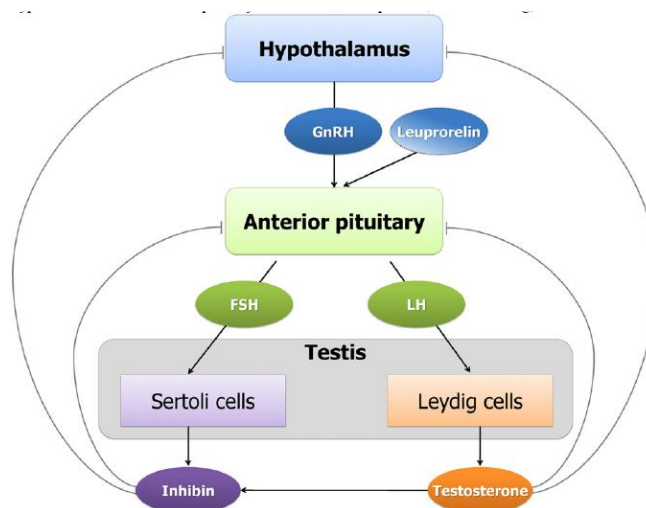 Hypothalamus
GnRH
Leuprorelin
Anterior pituitary
FSH
LH
Testis
Sertoli cells
Leydig cells
Inhibin
Testosterone